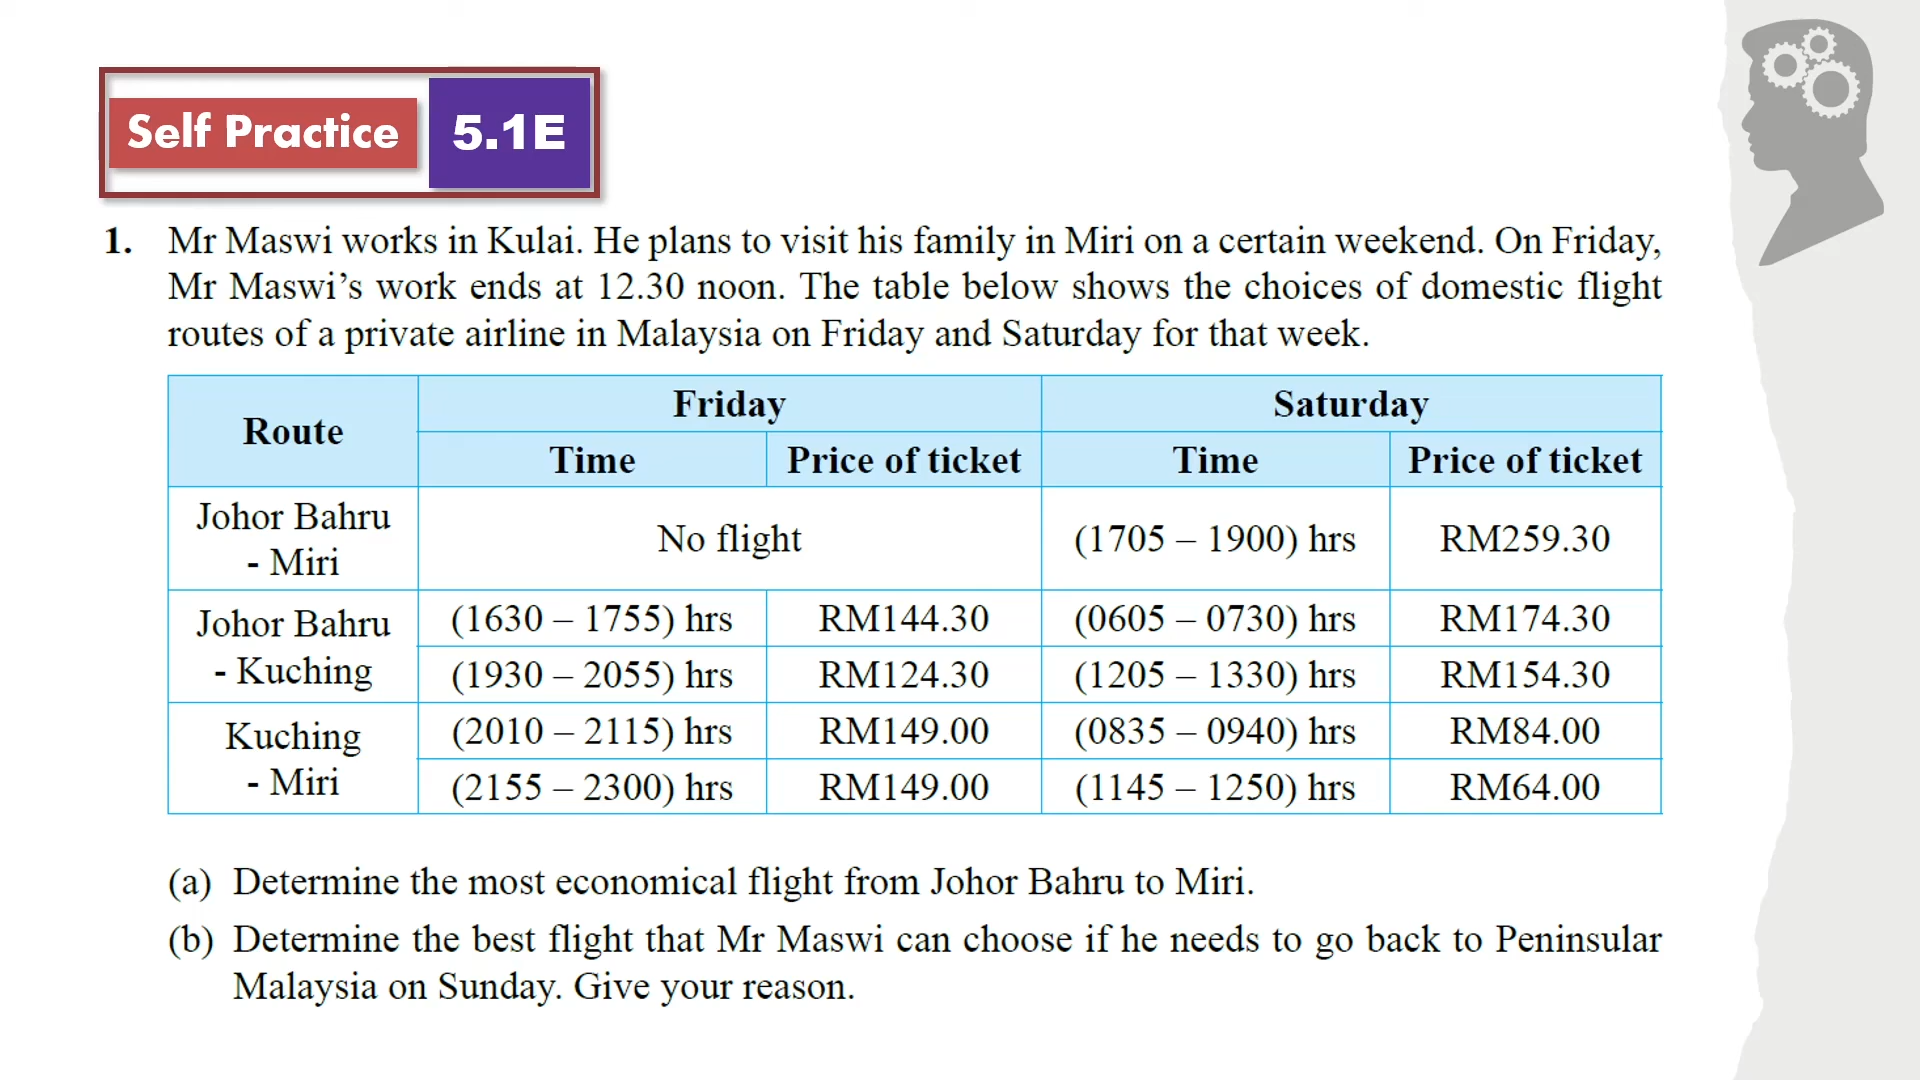 Self Practice 5.1E
1. Mr Maswi works in Kulai. He plans to visit his family in Miri on a certain weekend. On Friday,
Mr Maswi’s work ends at 12.30 noon. The table below shows the choices of domestic flight
routes of a private airline in Malaysia on Friday and Saturday for that week.
Route Friday Saturday
Time Price of ticket Time Price of ticket
Johor Bahru
- Miri
No flight (1705 – 1900) hrs RM259.30
Johor Bahru
- Kuching
(1630 – 1755) hrs RM144.30 (0605 – 0730) hrs RM174.30
(1930 – 2055) hrs RM124.30 (1205 – 1330) hrs RM154.30
Kuching
- Miri
(2010 – 2115) hrs RM149.00 (0835 – 0940) hrs RM84.00
(2155 – 2300) hrs RM149.00 (1145 – 1250) hrs RM64.00
(a) Determine the most economical flight from Johor Bahru to Miri.
(b) Determine the best flight that Mr Maswi can choose if he needs to go back to Peninsular
Malaysia on Sunday. Give your reason.